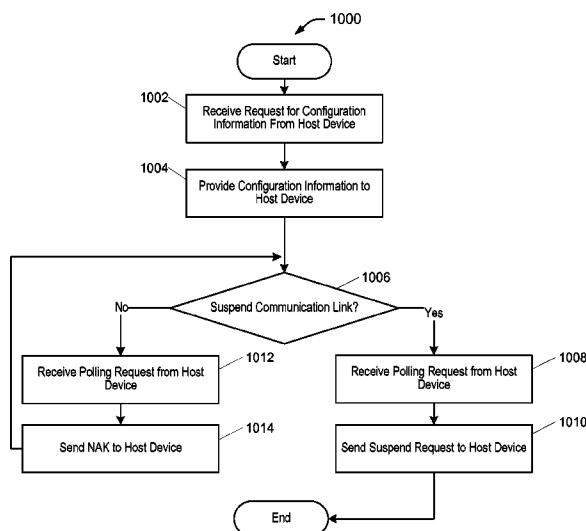 1000
Start
1002
Receive Request for Configuration
Information From Host Device
1004
Provide Configuration Information to
Host Device
1006
Suspend Communication Link?
No
Yes
1012
Receive Polling Request from Host
Device
1008
Receive Polling Request from Host
Device
1014
Send NAK to Host Device
1010
Send Suspend Request to Host Device
End